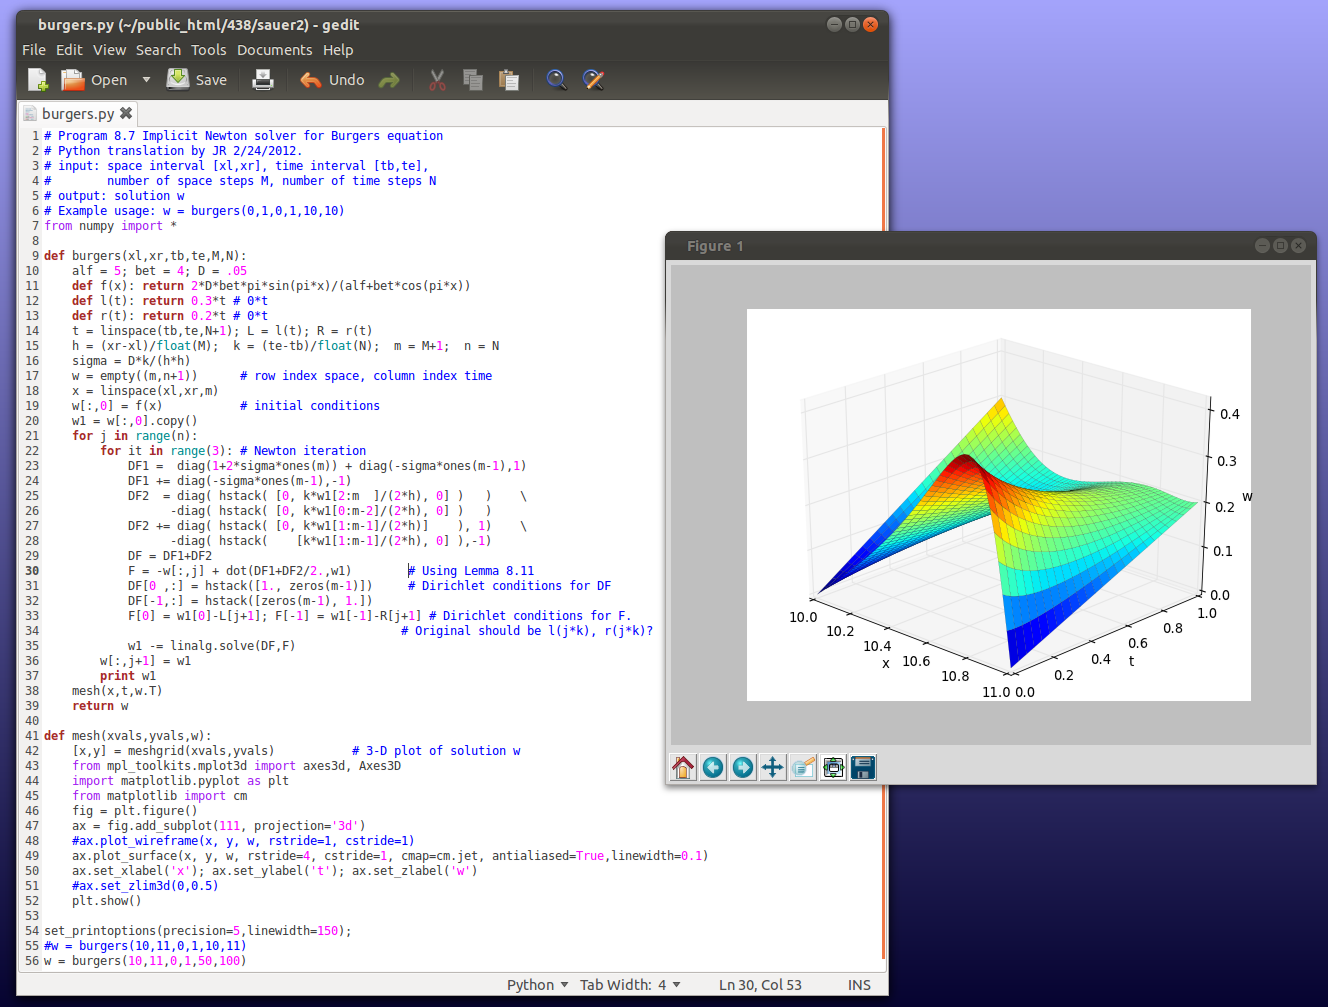 burgers.py (~/public_html/438/sauer2) - gedit
File Edit View Search Tools Documents Help
Open Save Undo
burgers.py
1 # Program 8.7 Implicit Newton solver for Burgers equation
2 # Python translation by JR 2/24/2012.
3 # input: space interval [xl,xr], time interval [tb,te],
4 #        number of space steps M, number of time steps N
5 # output: solution w
6 # Example usage: w = burgers(0,1,0,1,10,10)
7 from numpy import *
8
9 def burgers(xl,xr,tb,te,M,N):
10     alf = 5; bet = 4; D = .05
11     def f(x): return 2*D*bet*pi*sin(pi*x)/(alf+bet*cos(pi*x))
12     def l(t): return 0.3*t # 0*t
13     def r(t): return 0.2*t # 0*t
14     t = linspace(tb,te,N+1); L = l(t); R = r(t)
15     h = (xr-xl)/float(M);  k = (te-tb)/float(N);  m = M+1;  n = N
16     sigma = D*k/(h*h)
17     w = empty((m,n+1))      # row index space, column index time
18     x = linspace(xl,xr,m)
19     w[:,0] = f(x)           # initial conditions
20     w1 = w[:,0].copy()
21     for j in range(n):
22         for it in range(3): # Newton iteration
23             DF1 =  diag(1+2*sigma*ones(m)) + diag(-sigma*ones(m-1),1)
24             DF1 += diag(-sigma*ones(m-1),-1)
25             DF2  = diag( hstack( [0, k*w1[2:m  ]/(2*h), 0] )   )    \
26                   -diag( hstack( [0, k*w1[0:m-2]/(2*h), 0] )   )
27             DF2 += diag( hstack( [0, k*w1[1:m-1]/(2*h)]    ), 1)    \
28                   -diag( hstack(    [k*w1[1:m-1]/(2*h), 0] ),-1)
29             DF = DF1+DF2
30             F = -w[:,j] + dot(DF1+DF2/2.,w1)        # Using Lemma 8.11
31             DF[0 ,:] = hstack([1., zeros(m-1)])     # Dirichlet conditions for DF
32             DF[-1,:] = hstack([zeros(m-1), 1.])
33             F[0] = w1[0]-L[j+1]; F[-1] = w1[-1]-R[j+1] # Dirichlet conditions for F.
34                                                    # Original should be l(j*k), r(j*k)?
35             w1 -= linalg.solve(DF,F)
36         w[:,j+1] = w1
37         print w1
38     mesh(x,t,w.T)
39     return w
40
41 def mesh(xvals,yvals,w):
42     [x,y] = meshgrid(xvals,yvals)           # 3-D plot of solution w
43     from mpl_toolkits.mplot3d import axes3d, Axes3D
44     import matplotlib.pyplot as plt
45     from matplotlib import cm
46     fig = plt.figure()
47     ax = fig.add_subplot(111, projection='3d')
48     #ax.plot_wireframe(x, y, w, rstride=1, cstride=1)
49     ax.plot_surface(x, y, w, rstride=4, cstride=1, cmap=cm.jet, antialiased=True,linewidth=0.1)
50     ax.set_xlabel('x'); ax.set_ylabel('t'); ax.set_zlabel('w')
51     #ax.set_zlim3d(0,0.5)
52     plt.show()
53
54 set_printoptions(precision=5,linewidth=150);
55 #w = burgers(10,11,0,1,10,11)
56 w = burgers(10,11,0,1,50,100)
Python Tab Width: 4 Ln 30, Col 53 INS
Figure 1
0.4
0.3
w
0.2
0.1
0.0
10.0
10.2
10.4
10.6
10.8
11.0
x
0.0
0.2
0.4
0.6
0.8
1.0
t